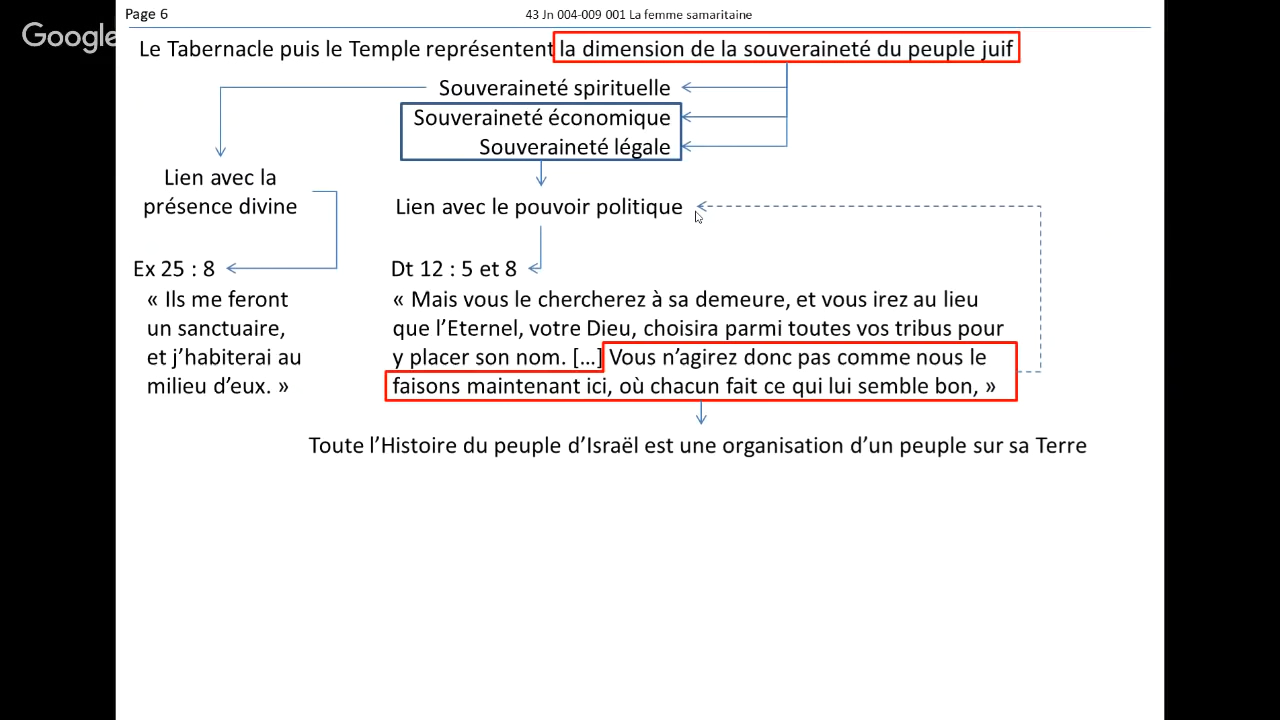 Google
Page 6
43 Jn 004-009 001 La femme samaritaine
Le Tabernacle puis le Temple représentent la dimension de la souveraineté du peuple juif
Souveraineté spirituelle
Souveraineté économique
Souveraineté légale
Lien avec la
présence divine
Lien avec le pouvoir politique
Ex 25 : 8
« Ils me feront
un sanctuaire,
et j’habiterai au
milieu d’eux. »
Dt 12 : 5 et 8
« Mais vous le chercherez à sa demeure, et vous irez au lieu
que l’Eternel, votre Dieu, choisira parmi toutes vos tribus pour
y placer son nom. […] Vous n’agirez donc pas comme nous le
faisons maintenant ici, où chacun fait ce qui lui semble bon, »
Toute l’Histoire du peuple d’Israël est une organisation d’un peuple sur sa Terre